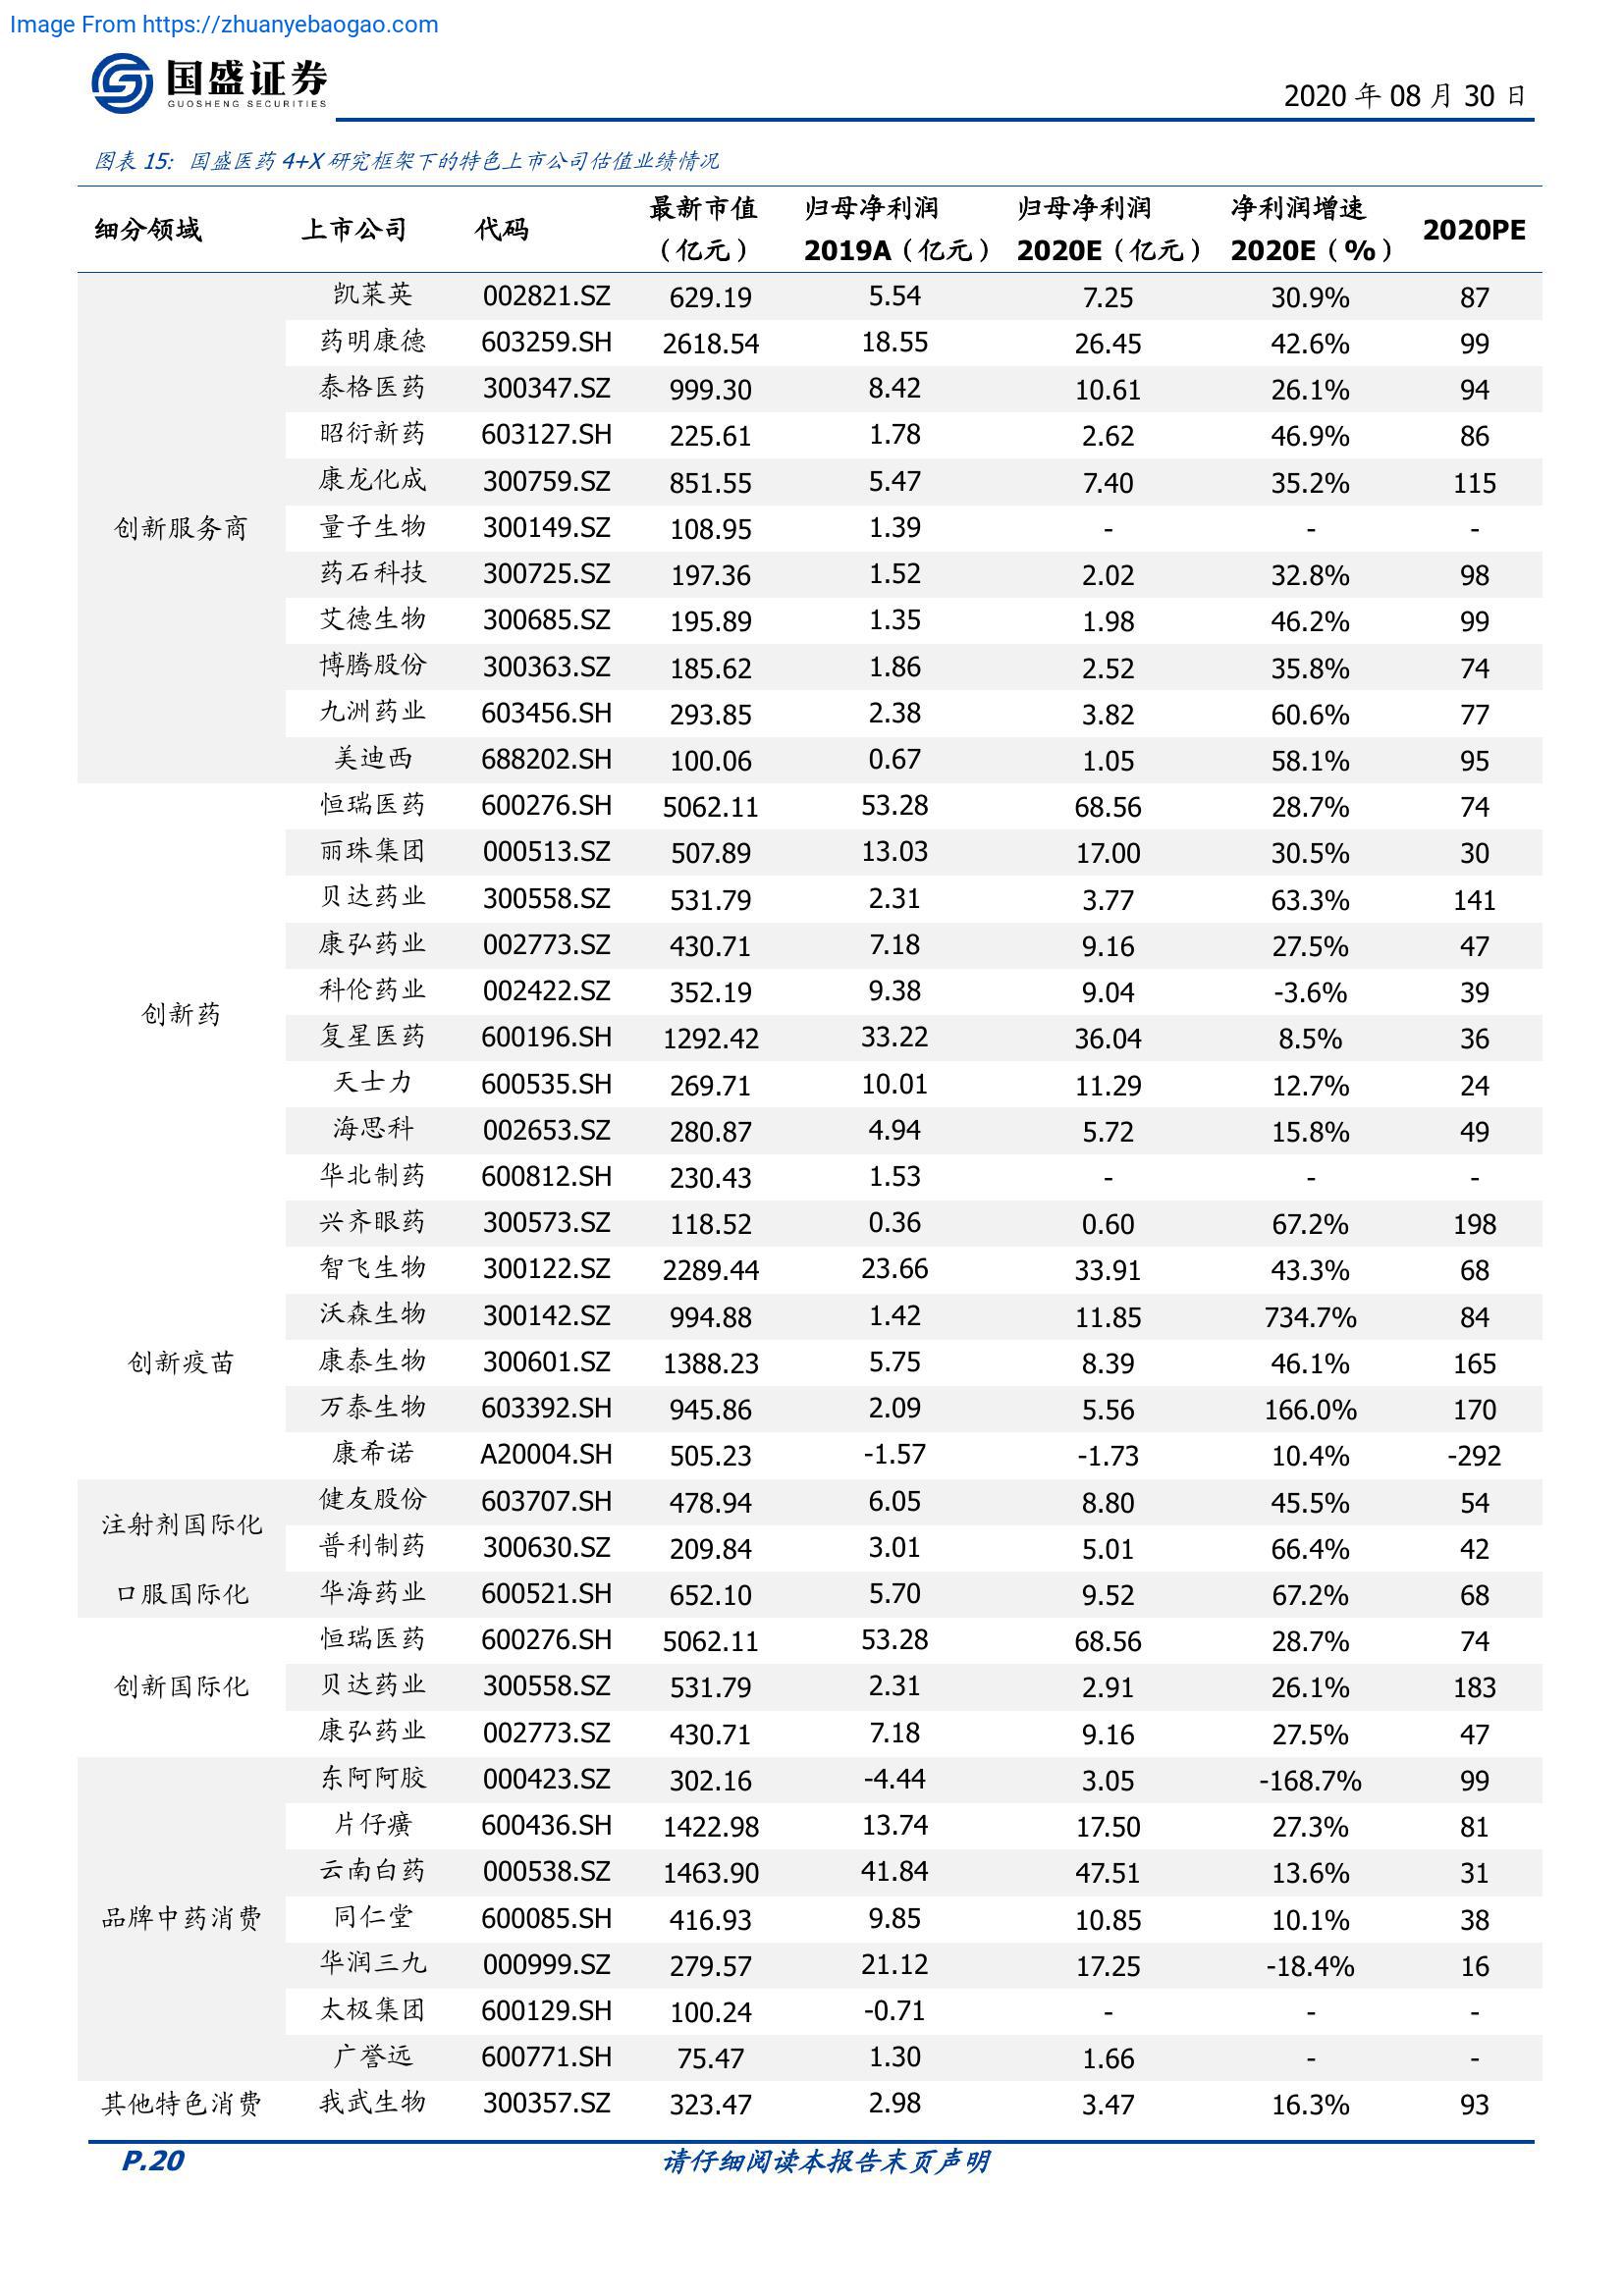 Image From https://zhuanyebaogao.com
国盛证券
GUOSHENG SECURITIES
2020 年 08 月 30 日
图表 15: 国盛医药 4+X 研究框架下的特色上市公司估值业绩情况
细分领域 上市公司 代码 最新市值（亿元） 归母净利润 2019A（亿元） 归母净利润 2020E（亿元） 净利润增速 2020E（%） 2020PE
创新服务商
凯莱英 002821.SZ 629.19 5.54 7.25 30.9% 87
药明康德 603259.SH 2618.54 18.55 26.45 42.6% 99
泰格医药 300347.SZ 999.30 8.42 10.61 26.1% 94
昭衍新药 603127.SH 225.61 1.78 2.62 46.9% 86
康龙化成 300759.SZ 851.55 5.47 7.40 35.2% 115
量子生物 300149.SZ 108.95 1.39 - - -
药石科技 300725.SZ 197.36 1.52 2.02 32.8% 98
艾德生物 300685.SZ 195.89 1.35 1.98 46.2% 99
博腾股份 300363.SZ 185.62 1.86 2.52 35.8% 74
九洲药业 603456.SH 293.85 2.38 3.82 60.6% 77
美迪西 688202.SH 100.06 0.67 1.05 58.1% 95
创新药
恒瑞医药 600276.SH 5062.11 53.28 68.56 28.7% 74
丽珠集团 000513.SZ 507.89 13.03 17.00 30.5% 30
贝达药业 300558.SZ 531.79 2.31 3.77 63.3% 141
康弘药业 002773.SZ 430.71 7.18 9.16 27.5% 47
科伦药业 002422.SZ 352.19 9.38 9.04 -3.6% 39
复星医药 600196.SH 1292.42 33.22 36.04 8.5% 36
天士力 600535.SH 269.71 10.01 11.29 12.7% 24
海思科 002653.SZ 280.87 4.94 5.72 15.8% 49
华北制药 600812.SH 230.43 1.53 - - -
兴齐眼药 300573.SZ 118.52 0.36 0.60 67.2% 198
创新疫苗
智飞生物 300122.SZ 2289.44 23.66 33.91 43.3% 68
沃森生物 300142.SZ 994.88 1.42 11.85 734.7% 84
康泰生物 300601.SZ 1388.23 5.75 8.39 46.1% 165
万泰生物 603392.SH 945.86 2.09 5.56 166.0% 170
康希诺 A20004.SH 505.23 -1.57 -1.73 10.4% -292
注射剂国际化
健友股份 603707.SH 478.94 6.05 8.80 45.5% 54
普利制药 300630.SZ 209.84 3.01 5.01 66.4% 42
口服国际化 华海药业 600521.SH 652.10 5.70 9.52 67.2% 68
创新国际化
恒瑞医药 600276.SH 5062.11 53.28 68.56 28.7% 74
贝达药业 300558.SZ 531.79 2.31 2.91 26.1% 183
康弘药业 002773.SZ 430.71 7.18 9.16 27.5% 47
品牌中药消费
东阿阿胶 000423.SZ 302.16 -4.44 3.05 -168.7% 99
片仔癀 600436.SH 1422.98 13.74 17.50 27.3% 81
云南白药 000538.SZ 1463.90 41.84 47.51 13.6% 31
同仁堂 600085.SH 416.93 9.85 10.85 10.1% 38
华润三九 000999.SZ 279.57 21.12 17.25 -18.4% 16
太极集团 600129.SH 100.24 -0.71 - - -
广誉远 600771.SH 75.47 1.30 1.66 - -
其他特色消费 我武生物 300357.SZ 323.47 2.98 3.47 16.3% 93
P.20 请仔细阅读本报告末页声明